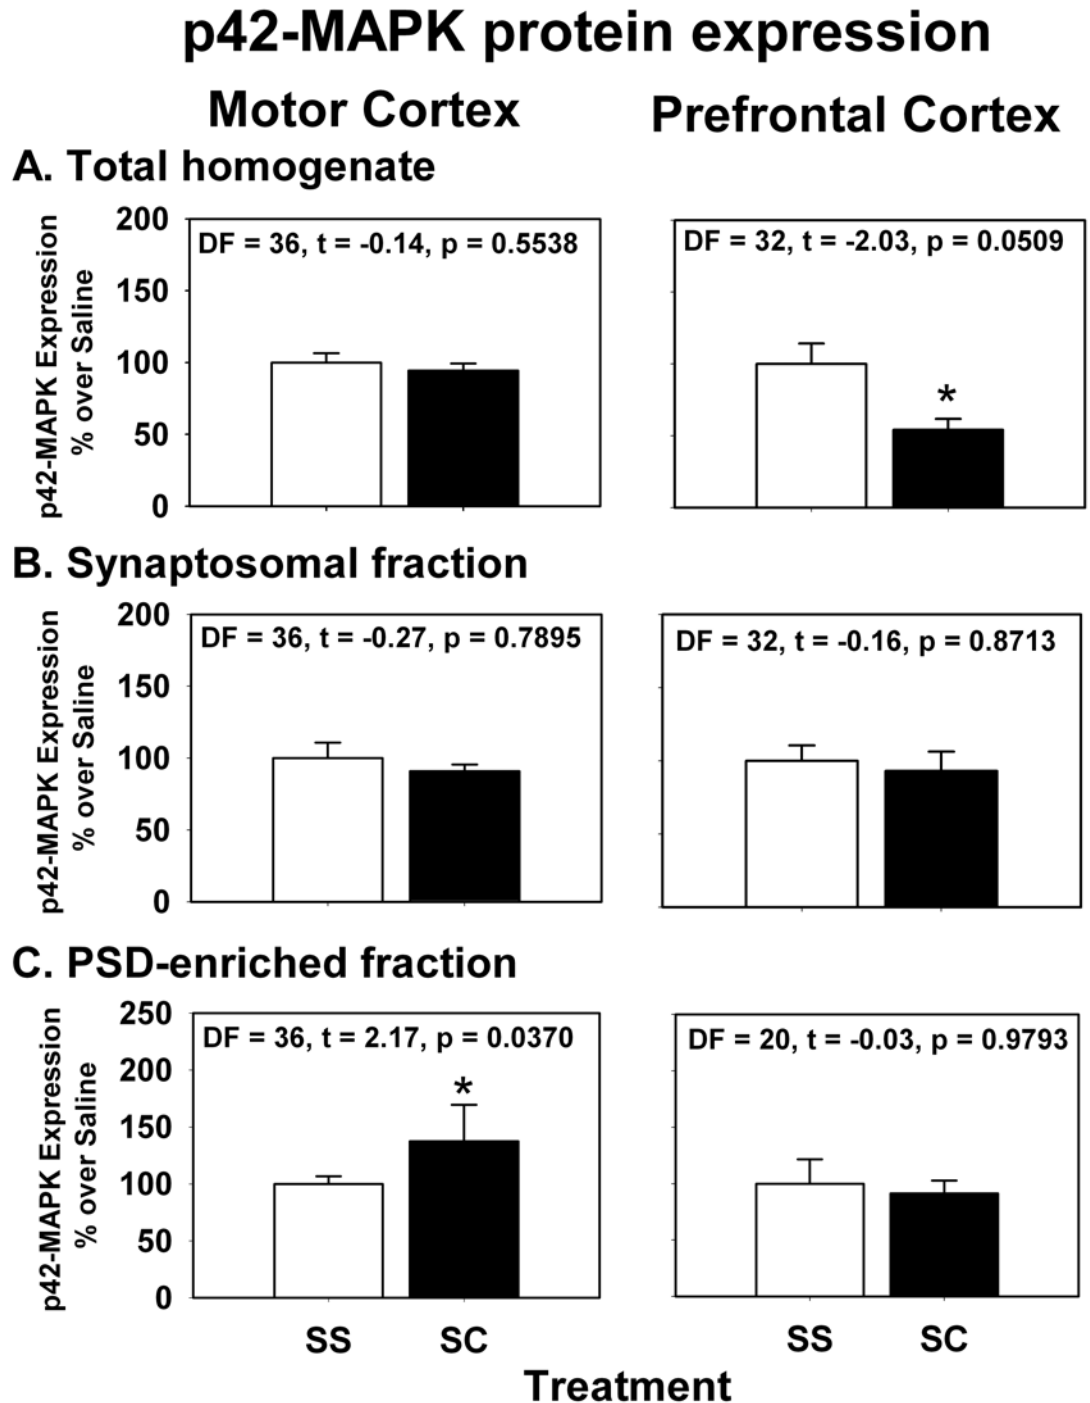 p42-MAPK protein expression
Motor Cortex
Prefrontal Cortex
A. Total homogenate
p42-MAPK Expression
% over Saline
200
150
100
50
0
DF = 36, t = -0.14, p = 0.5538
DF = 32, t = -2.03, p = 0.0509
*
B. Synaptosomal fraction
p42-MAPK Expression
% over Saline
200
150
100
50
0
DF = 36, t = -0.27, p = 0.7895
DF = 32, t = -0.16, p = 0.8713
C. PSD-enriched fraction
p42-MAPK Expression
% over Saline
250
200
150
100
50
0
DF = 36, t = 2.17, p = 0.0370
*
DF = 20, t = -0.03, p = 0.9793
SS SC
SS SC
Treatment